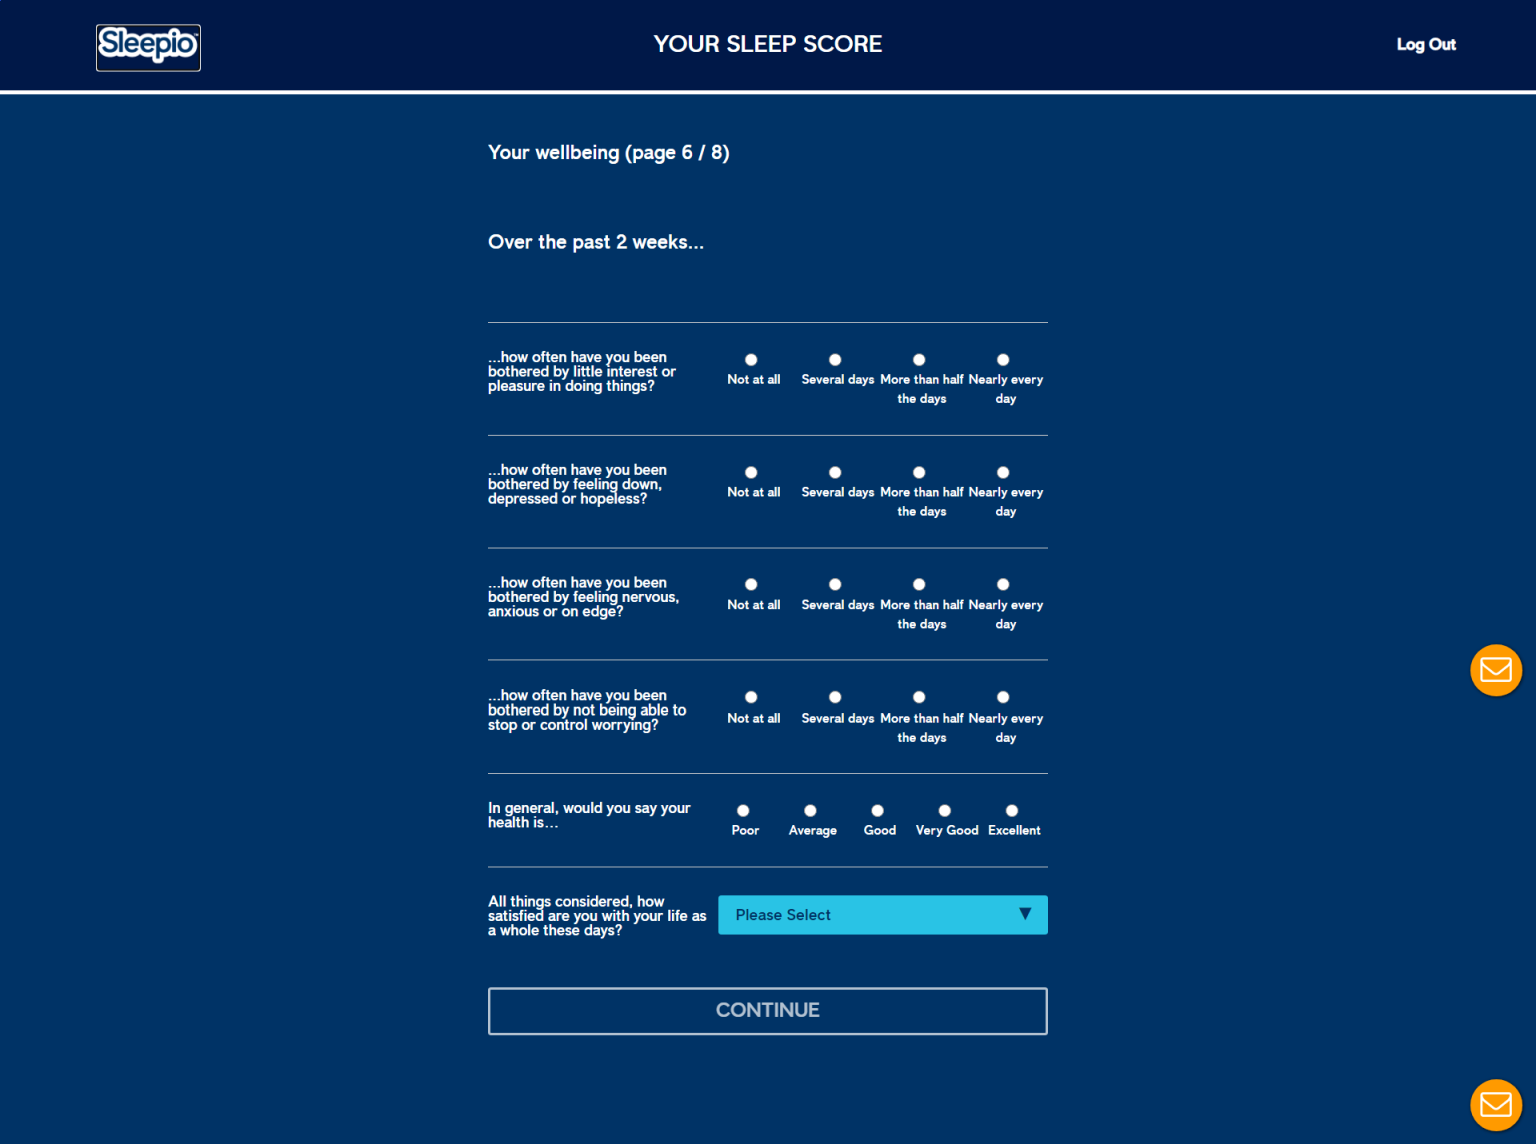 Sleepio™
YOUR SLEEP SCORE
Log Out
Your wellbeing (page 6 / 8)
Over the past 2 weeks...
...how often have you been
bothered by little interest or
pleasure in doing things?
Not at all
Several days
More than half
the days
Nearly every
day
...how often have you been
bothered by feeling down,
depressed or hopeless?
Not at all
Several days
More than half
the days
Nearly every
day
...how often have you been
bothered by feeling nervous,
anxious or on edge?
Not at all
Several days
More than half
the days
Nearly every
day
...how often have you been
bothered by not being able to
stop or control worrying?
Not at all
Several days
More than half
the days
Nearly every
day
In general, would you say your
health is...
Poor
Average
Good
Very Good
Excellent
All things considered, how
satisfied are you with your life as
a whole these days?
Please Select
CONTINUE